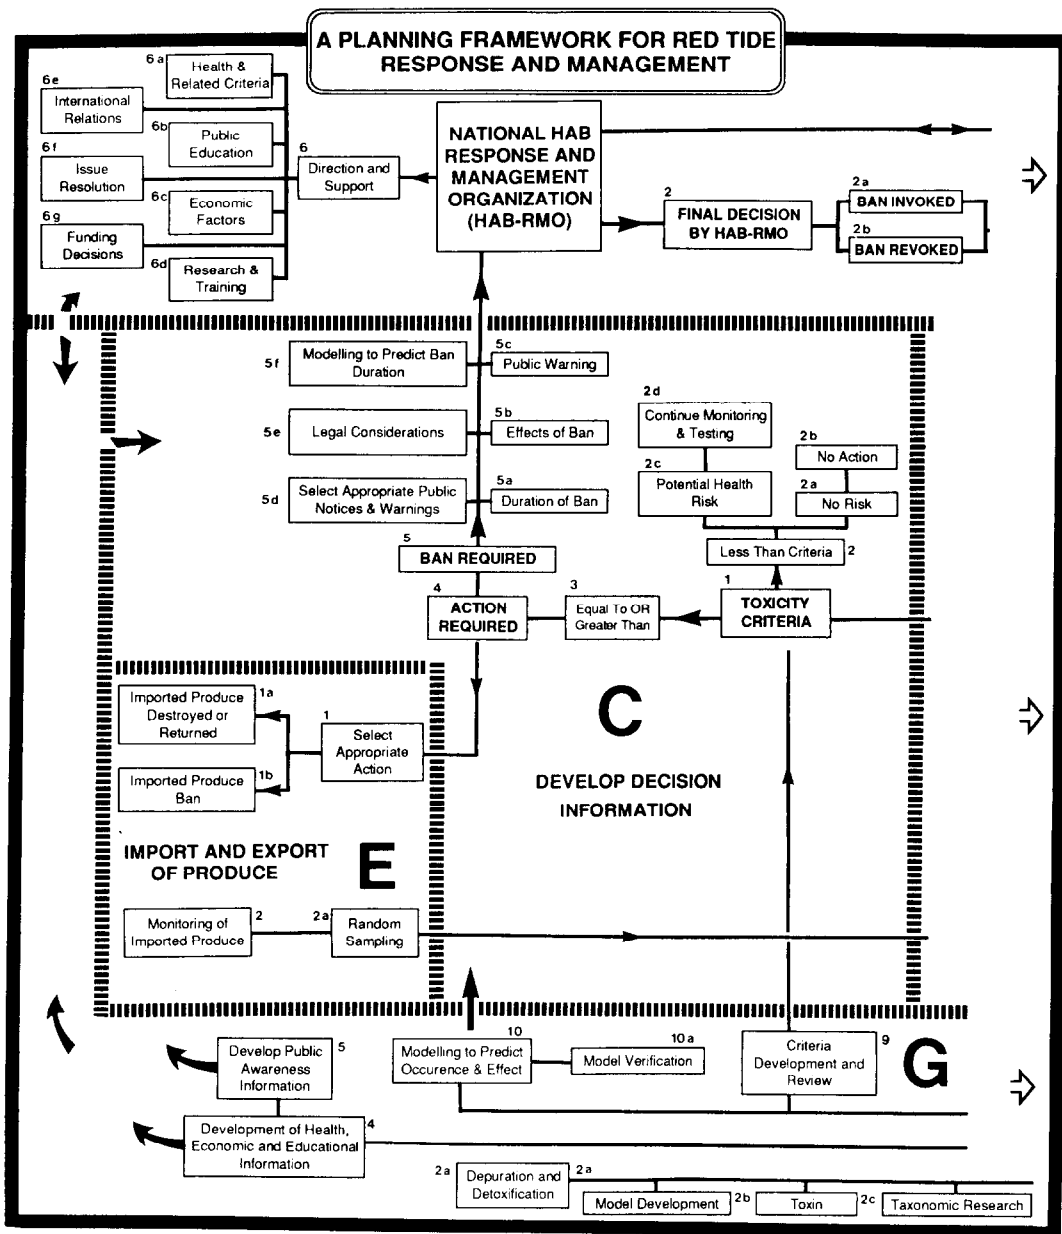 A PLANNING FRAMEWORK FOR RED TIDE
RESPONSE AND MANAGEMENT
6a
Health &
Related Criteria
6e
International
Relations
6b
Public
Education
6f
Issue
Resolution
6c
Economic
Factors
6g
Funding
Decisions
6d
Research &
Training
6
Direction and
Support
NATIONAL HAB
RESPONSE AND
MANAGEMENT
ORGANIZATION
(HAB-RMO)
2
FINAL DECISION
BY HAB-RMO
2a
BAN INVOKED
2b
BAN REVOKED
5f
Modelling to Predict Ban
Duration
5c
Public Warning
5e
Legal Considerations
5b
Effects of Ban
5d
Select Appropriate Public
Notices & Warnings
5a
Duration of Ban
2d
Continue Monitoring
& Testing
2c
Potential Health
Risk
2b
No Action
2a
No Risk
Less Than Criteria
2
5
BAN REQUIRED
4
ACTION
REQUIRED
3
Equal To OR
Greater Than
1
TOXICITY
CRITERIA
C
DEVELOP DECISION
INFORMATION
1a
Imported Produce
Destroyed or
Returned
1b
Imported Produce
Ban
1
Select
Appropriate
Action
IMPORT AND EXPORT
OF PRODUCE
E
Monitoring of
Imported Produce
2
2a
Random
Sampling
Develop Public
Awareness
Information
5
10
Modelling to Predict
Occurence & Effect
10a
Model Verification
Criteria
Development and
Review
9
G
Development of Health,
Economic and Educational
Information
4
2a
Depuration and
Detoxification
2a
Model Development
2b
Toxin
2c
Taxonomic Research